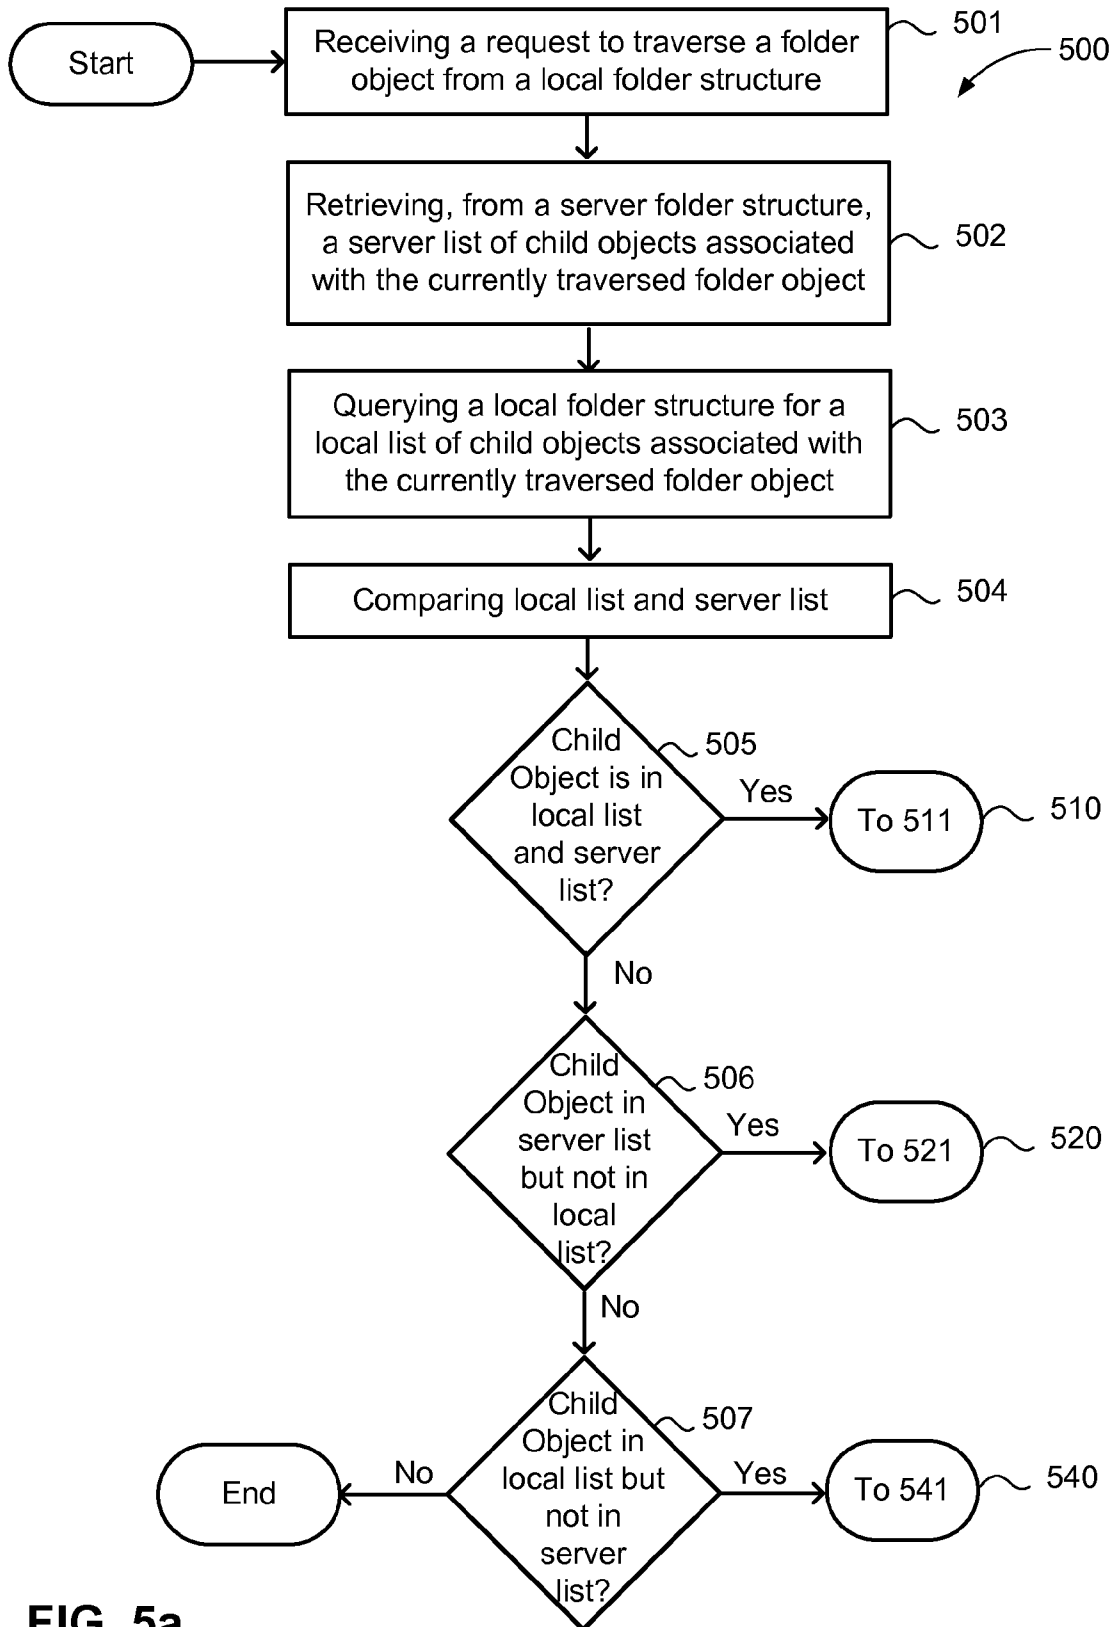 Start
Receiving a request to traverse a folder
object from a local folder structure
501
500
Retrieving, from a server folder structure,
a server list of child objects associated
with the currently traversed folder object
502
Querying a local folder structure for a
local list of child objects associated with
the currently traversed folder object
503
Comparing local list and server list
504
Child
Object is in
local list
and server
list?
505
Yes
To 511
510
No
Child
Object in
server list
but not in
local
list?
506
Yes
To 521
520
No
Child
Object in
local list but
not in
server
list?
507
Yes
To 541
540
No
End
FIG. 5a